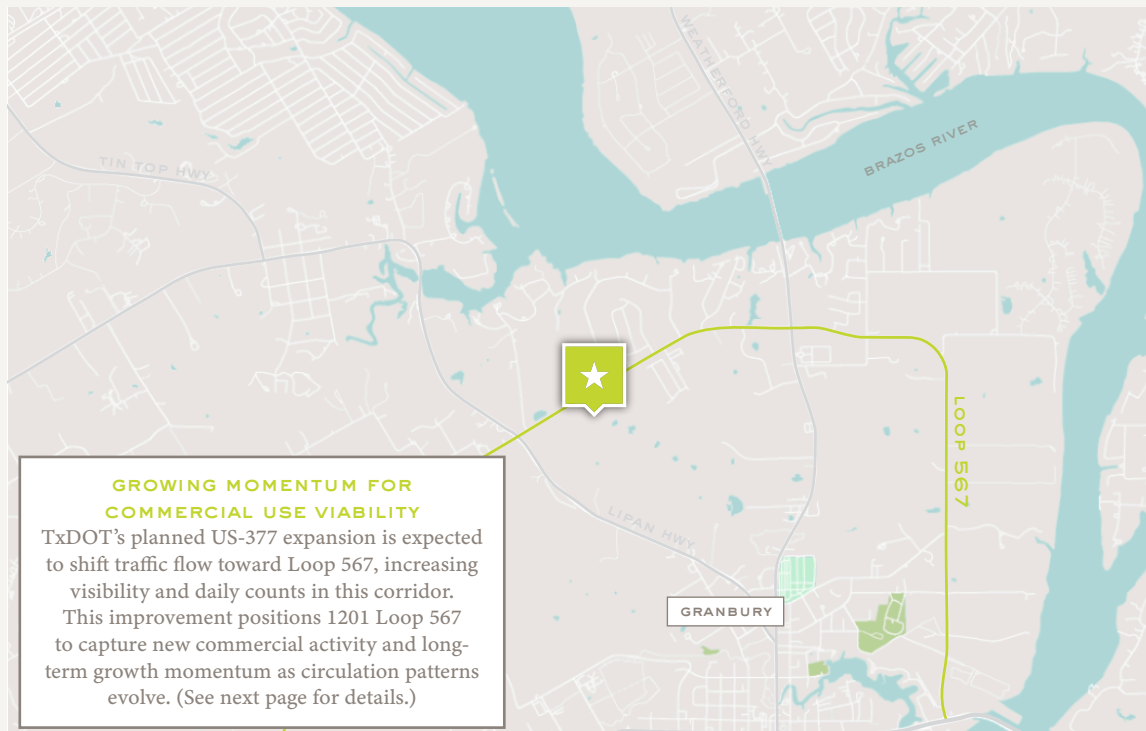 WEATHERFORD HWY
BRAZOS RIVER
TIN TOP HWY
LOOP 567
LIPAN HWY
GRANBURY
GROWING MOMENTUM FOR
COMMERCIAL USE VIABILITY
TxDOT’s planned US-377 expansion is expected
to shift traffic flow toward Loop 567, increasing
visibility and daily counts in this corridor.
This improvement positions 1201 Loop 567
to capture new commercial activity and long-
term growth momentum as circulation patterns
evolve. (See next page for details.)